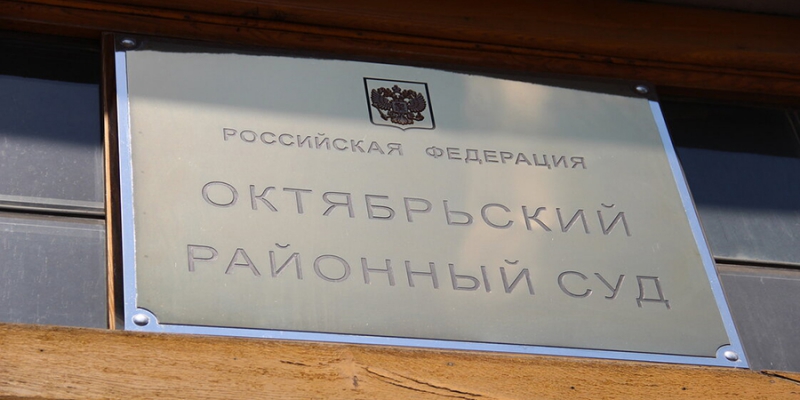 РОССИЙСКАЯ ФЕДЕРАЦИЯ
ОКТЯБРЬСКИЙ
РАЙОННЫЙ СУД